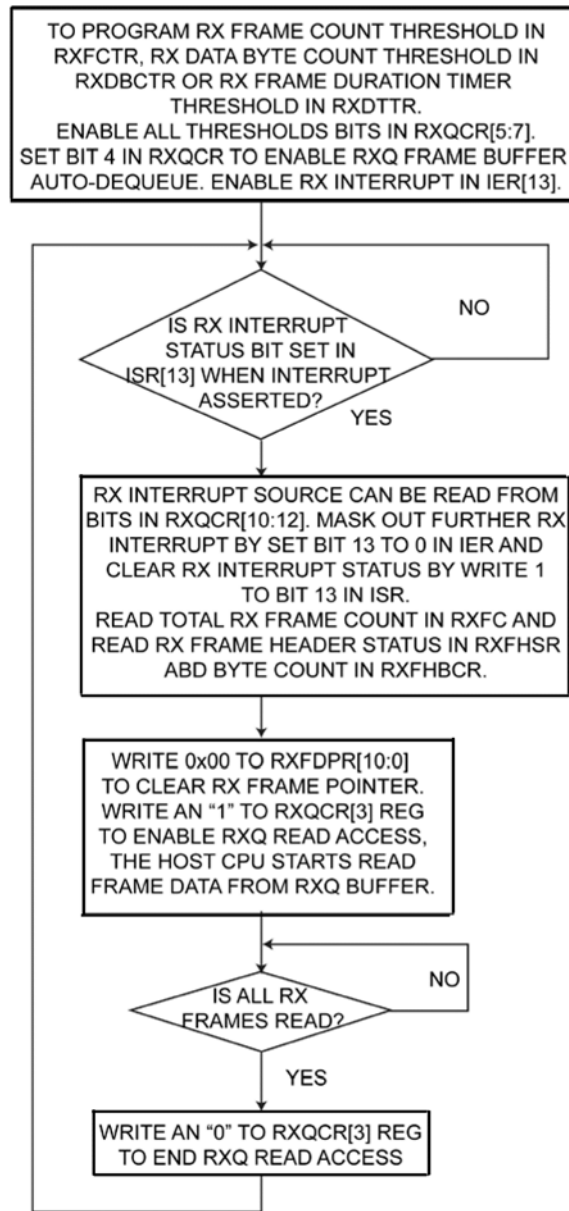 TO PROGRAM RX FRAME COUNT THRESHOLD IN
RXFCTR, RX DATA BYTE COUNT THRESHOLD IN
RXDBCTR OR RX FRAME DURATION TIMER
THRESHOLD IN RXDTTR.
ENABLE ALL THRESHOLDS BITS IN RXQCR[5:7].
SET BIT 4 IN RXQCR TO ENABLE RXQ FRAME BUFFER
AUTO-DEQUEUE. ENABLE RX INTERRUPT IN IER[13].
NO
IS RX INTERRUPT
STATUS BIT SET IN
ISR[13] WHEN INTERRUPT
ASSERTED?
YES
RX INTERRUPT SOURCE CAN BE READ FROM
BITS IN RXQCR[10:12]. MASK OUT FURTHER RX
INTERRUPT BY SET BIT 13 TO 0 IN IER AND
CLEAR RX INTERRUPT STATUS BY WRITE 1
TO BIT 13 IN ISR.
READ TOTAL RX FRAME COUNT IN RXFC AND
READ RX FRAME HEADER STATUS IN RXFHSR
ABD BYTE COUNT IN RXFHBCR.
WRITE 0x00 TO RXFDPR[10:0]
TO CLEAR RX FRAME POINTER.
WRITE AN “1” TO RXQCR[3] REG
TO ENABLE RXQ READ ACCESS,
THE HOST CPU STARTS READ
FRAME DATA FROM RXQ BUFFER.
NO
IS ALL RX
FRAMES READ?
YES
WRITE AN “0” TO RXQCR[3] REG
TO END RXQ READ ACCESS